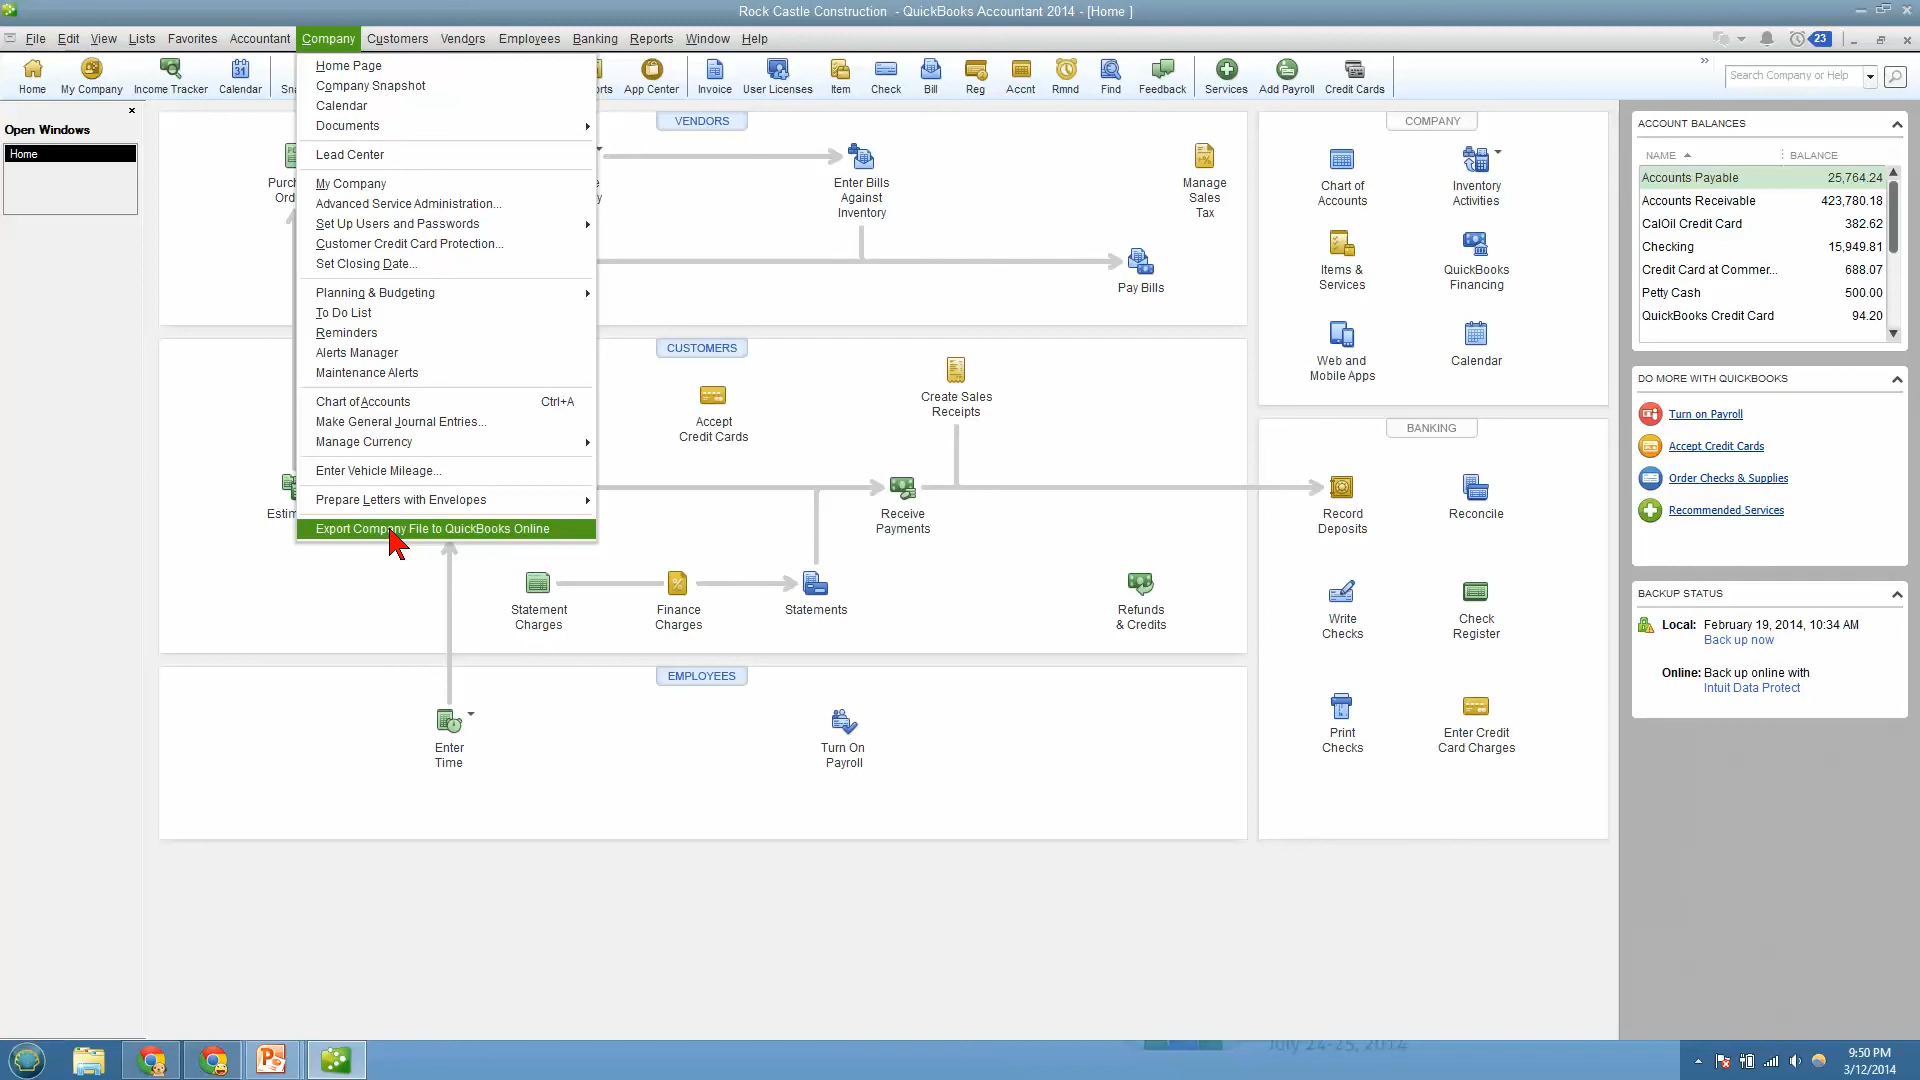 Rock Castle Construction - QuickBooks Accountant 2014 - [Home ]
File Edit View Lists Favorites Accountant Company Customers Vendors Employees Banking Reports Window Help
23
Home My Company Income Tracker Calendar App Center Invoice User Licenses Item Check Bill Reg Accnt Rmnd Find Feedback Services Add Payroll Credit Cards
Search Company or Help
Open Windows
Home
Home Page
Company Snapshot
Calendar
Documents
Lead Center
My Company
Advanced Service Administration...
Set Up Users and Passwords
Customer Credit Card Protection...
Set Closing Date...
Planning & Budgeting
To Do List
Reminders
Alerts Manager
Maintenance Alerts
Chart of Accounts Ctrl+A
Make General Journal Entries...
Manage Currency
Enter Vehicle Mileage...
Prepare Letters with Envelopes
Export Company File to QuickBooks Online
VENDORS
Enter Bills
Against
Inventory
Manage
Sales
Tax
Pay Bills
CUSTOMERS
Accept
Credit Cards
Create Sales
Receipts
Receive
Payments
Statement
Charges
Finance
Charges
Statements
Refunds
& Credits
EMPLOYEES
Enter
Time
Turn On
Payroll
COMPANY
Chart of
Accounts
Inventory
Activities
Items &
Services
QuickBooks
Financing
Web and
Mobile Apps
Calendar
BANKING
Record
Deposits
Reconcile
Write
Checks
Check
Register
Print
Checks
Enter Credit
Card Charges
ACCOUNT BALANCES
NAME BALANCE
Accounts Payable 25,764.24
Accounts Receivable 423,780.18
CalOil Credit Card 382.62
Checking 15,949.81
Credit Card at Commer... 688.07
Petty Cash 500.00
QuickBooks Credit Card 94.20
DO MORE WITH QUICKBOOKS
Turn on Payroll
Accept Credit Cards
Order Checks & Supplies
Recommended Services
BACKUP STATUS
Local: February 19, 2014, 10:34 AM
Back up now
Online: Back up online with
Intuit Data Protect
July 24-25, 2014
9:50 PM
3/12/2014